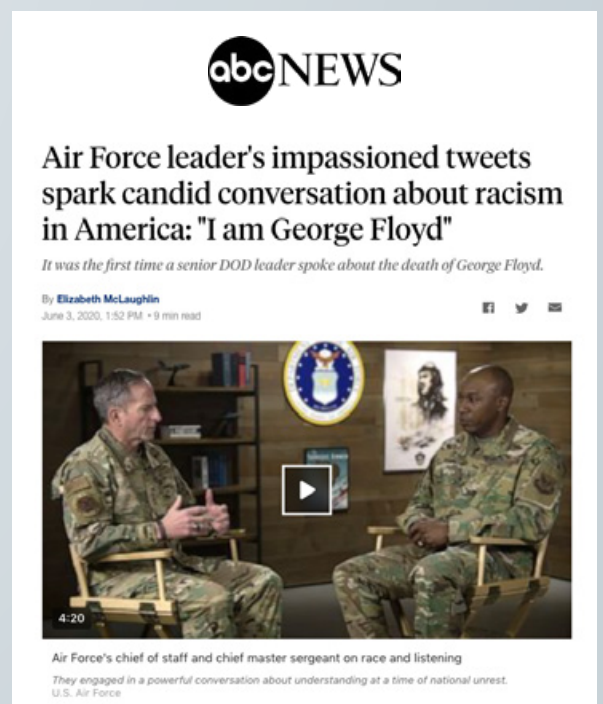 abc NEWS
Air Force leader's impassioned tweets
spark candid conversation about racism
in America: "I am George Floyd"
It was the first time a senior DOD leader spoke about the death of George Floyd.
By Elizabeth McLaughlin
June 3, 2020, 1:52 PM • 9 min read
4:20
Air Force's chief of staff and chief master sergeant on race and listening
They engaged in a powerful conversation about understanding at a time of national unrest.
U.S. Air Force